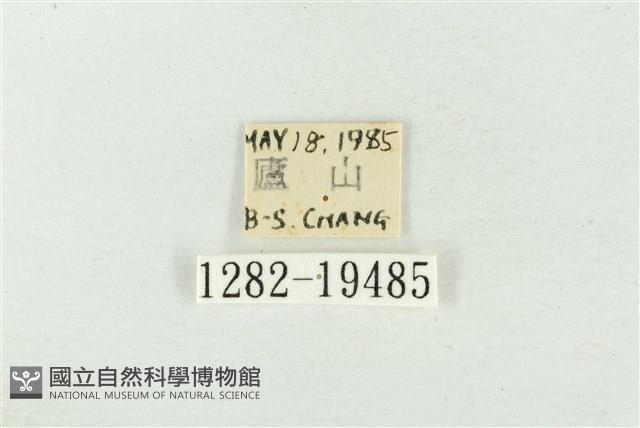 MAY 18, 1985
廬 山
B-S. CHANG
1282-19485
國立自然科學博物館
NATIONAL MUSEUM OF NATURAL SCIENCE